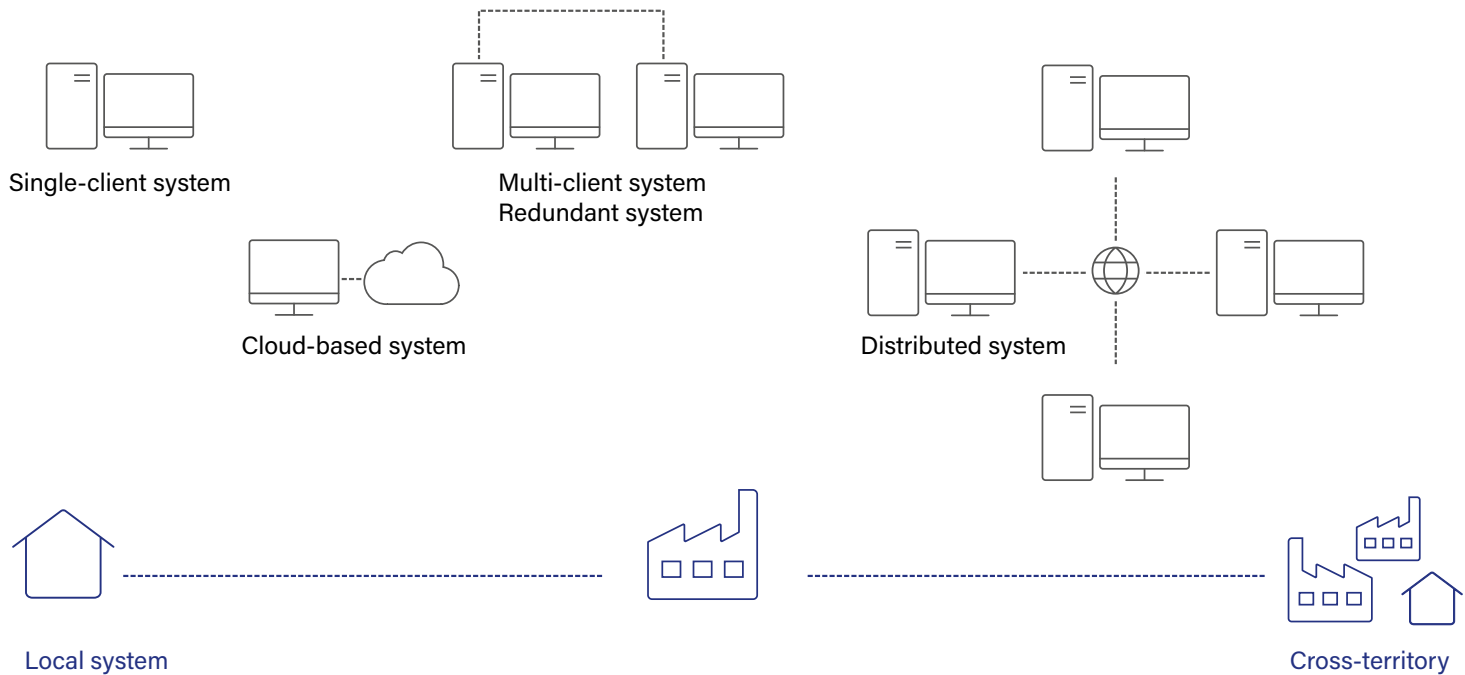 Single-client system
Multi-client system
Redundant system
Cloud-based system
Distributed system
Local system
Cross-territory